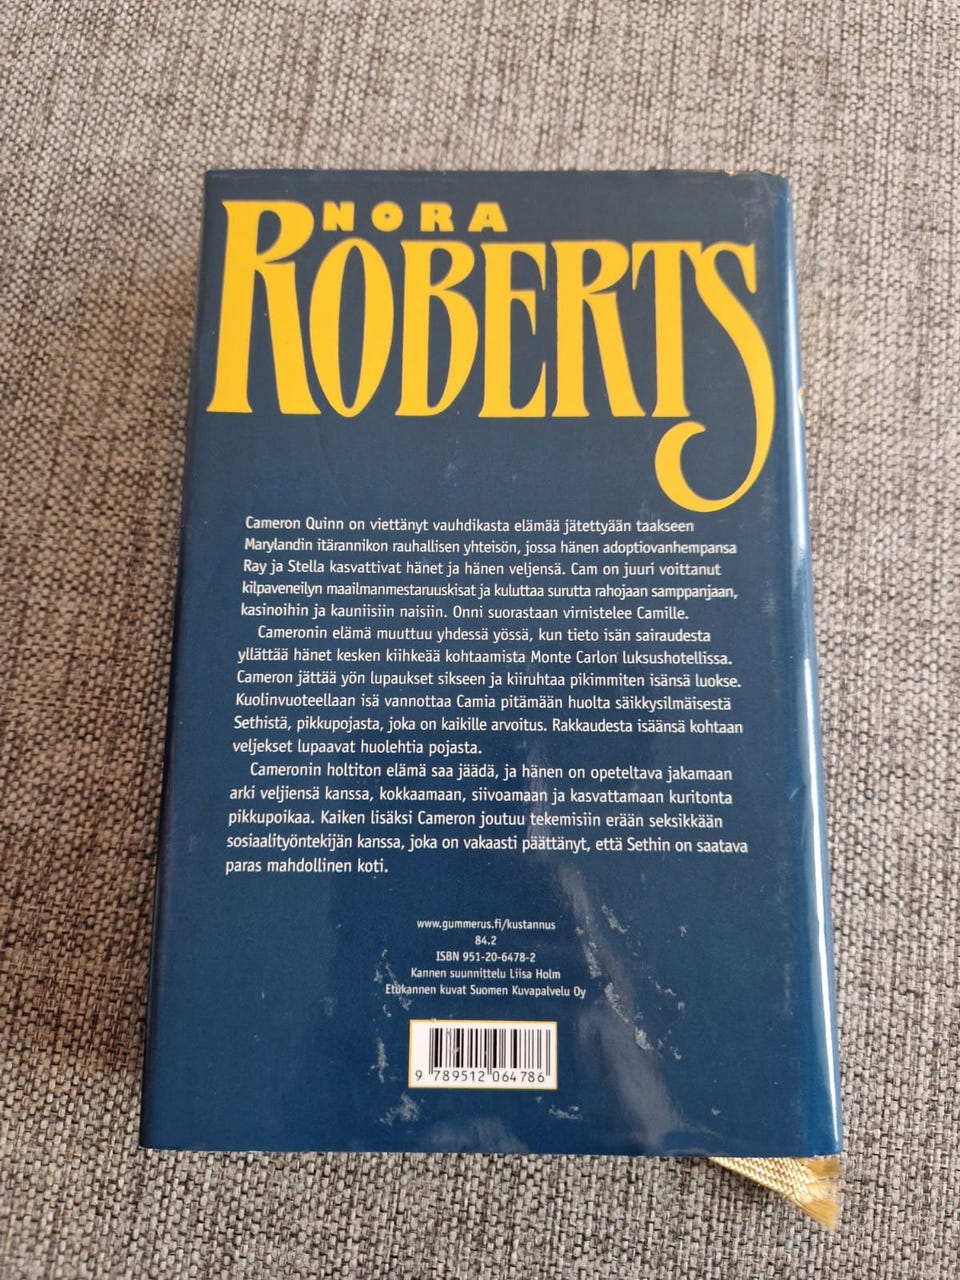 NORA
ROBERTS
Cameron Quinn on viettänyt vauhdikasta elämää jätettyään taakseen
Marylandin itärannikon rauhallisen yhteisön, jossa hänen adoptiovanhempansa
Ray ja Stella kasvattivat hänet ja hänen veljensä. Cam on juuri voittanut
kilpaveneilyn maailmanmestaruuskisat ja kuluttaa surutta rahojaan samppanjaan,
kasinoihin ja kauniisiin naisiin. Onni suorastaan virnistelee Camille.
Cameronin elämä muuttuu yhdessä yössä, kun tieto isän sairaudesta
yllättää hänet kesken kiihkeää kohtaamista Monte Carlon luksushotellissa.
Cameron jättää yön lupaukset sikseen ja kiiruhtaa pikimmiten isänsä luokse.
Kuolinvuoteellaan isä vannottaa Camia pitämään huolta säikkysilmäisestä
Sethistä, pikkupojasta, joka on kaikille arvoitus. Rakkaudesta isäänsä kohtaan
veljekset lupaavat huolehtia pojasta.
Cameronin holtiton elämä saa jäädä, ja hänen on opeteltava jakamaan
arki veljiensä kanssa, kokkaamaan, siivoamaan ja kasvattamaan kuritonta
pikkupoikaa. Kaiken lisäksi Cameron joutuu tekemisiin erään seksikkään
sosiaalityöntekijän kanssa, joka on vakaasti päättänyt, että Sethin on saatava
paras mahdollinen koti.
www.gummerus.fi/kustannus
84.2
ISBN 951-20-6478-2
Kannen suunnittelu Liisa Holm
Etukannen kuvat Suomen Kuvapalvelu Oy
9 789512 064786